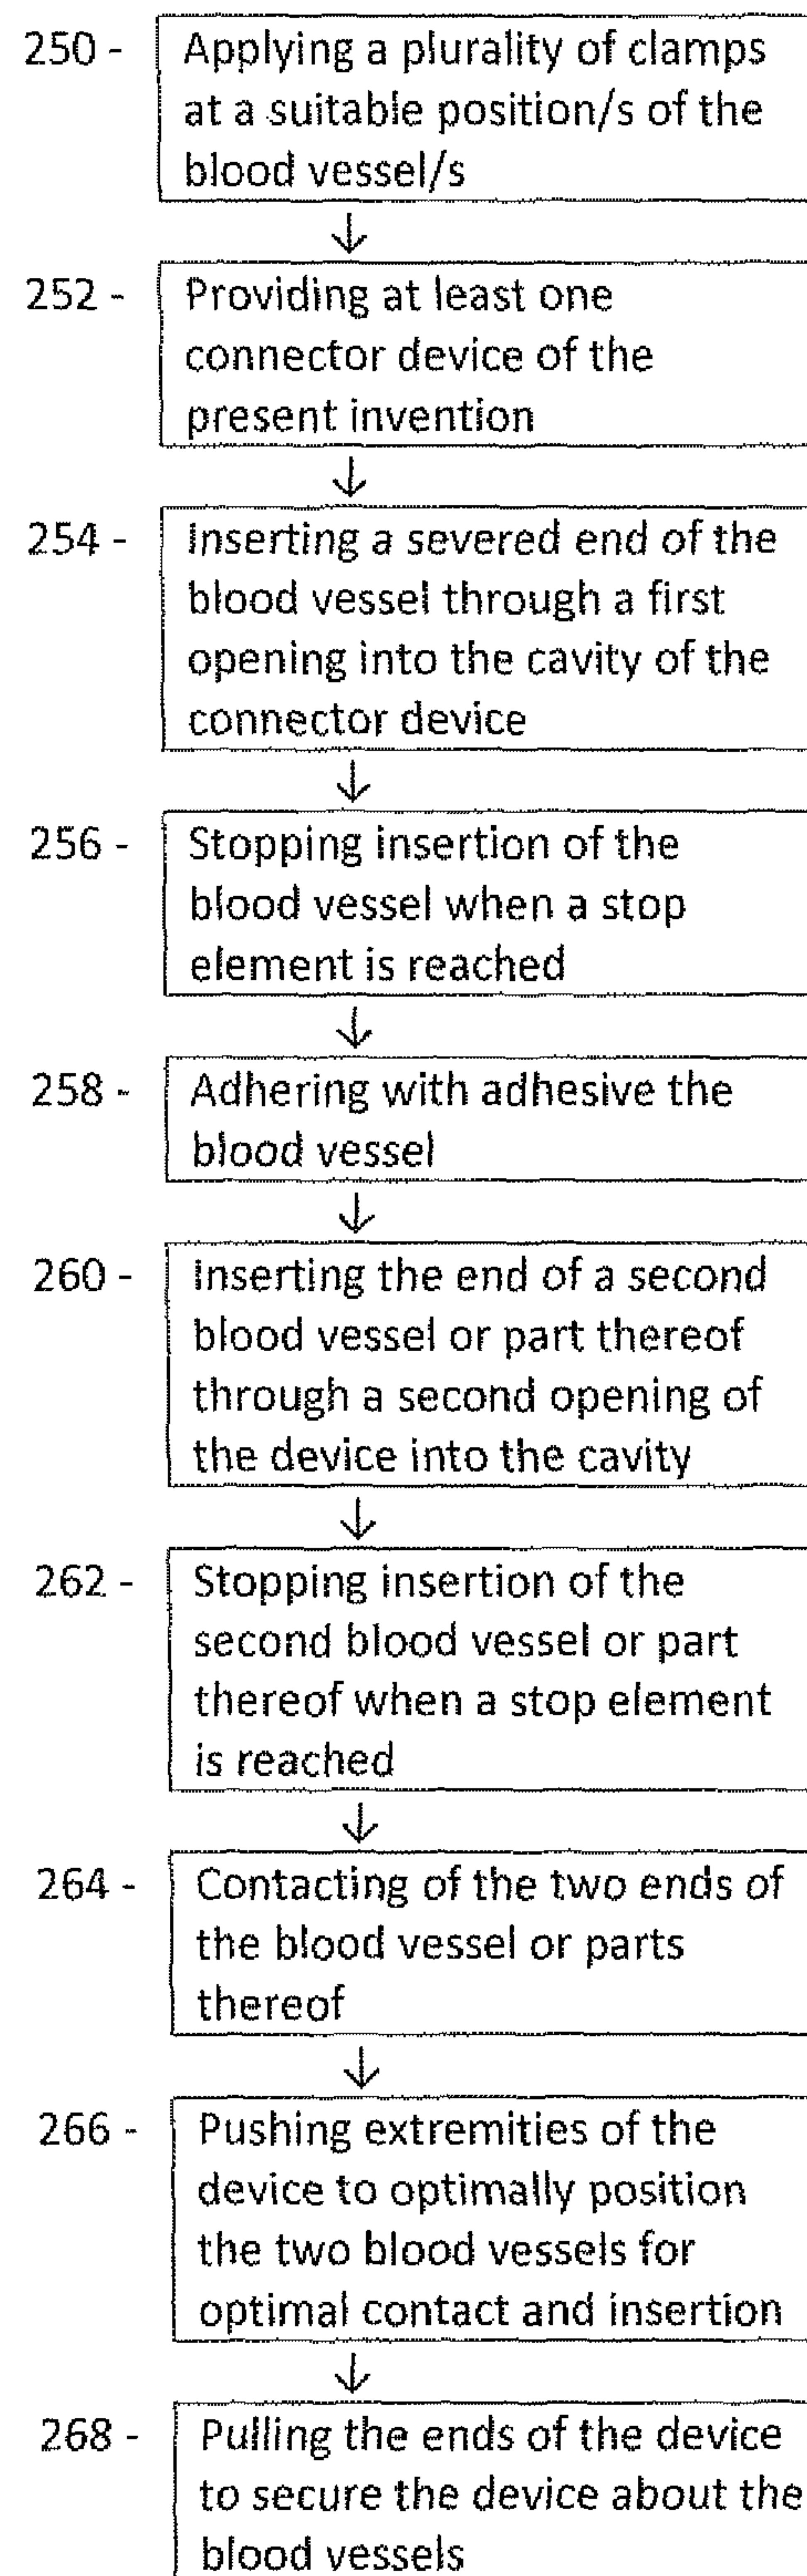 250 - Applying a plurality of clamps
at a suitable position/s of the
blood vessel/s
252 - Providing at least one
connector device of the
present invention
254 - Inserting a severed end of the
blood vessel through a first
opening into the cavity of the
connector device
256 - Stopping insertion of the
blood vessel when a stop
element is reached
258 - Adhering with adhesive the
blood vessel
260 - Inserting the end of a second
blood vessel or part thereof
through a second opening of
the device into the cavity
262 - Stopping insertion of the
second blood vessel or part
thereof when a stop element
is reached
264 - Contacting of the two ends of
the blood vessel or parts
thereof
266 - Pushing extremities of the
device to optimally position
the two blood vessels for
optimal contact and insertion
268 - Pulling the ends of the device
to secure the device about the
blood vessels